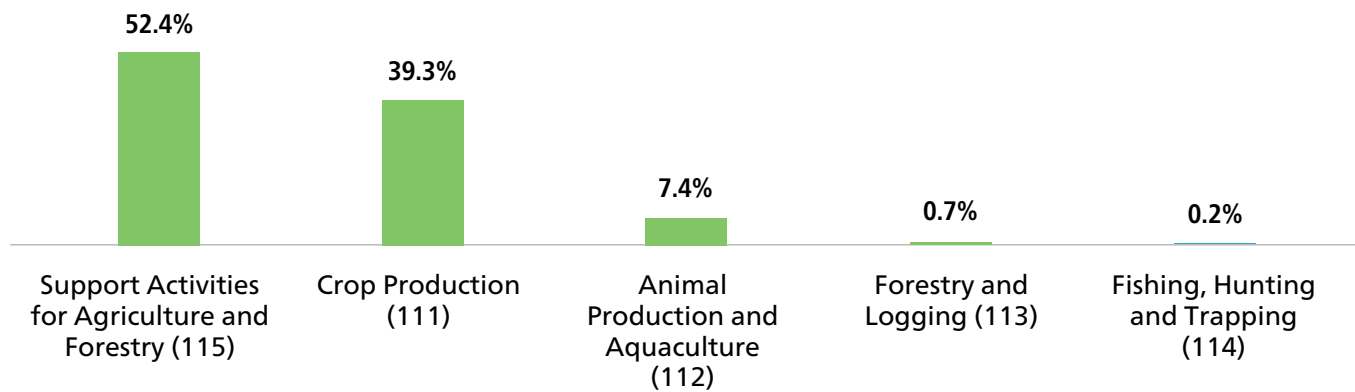 52.4%
39.3%
7.4%
0.7%
0.2%
Support Activities
for Agriculture and
Forestry (115)
Crop Production
(111)
Animal
Production and
Aquaculture
(112)
Forestry and
Logging (113)
Fishing, Hunting
and Trapping
(114)